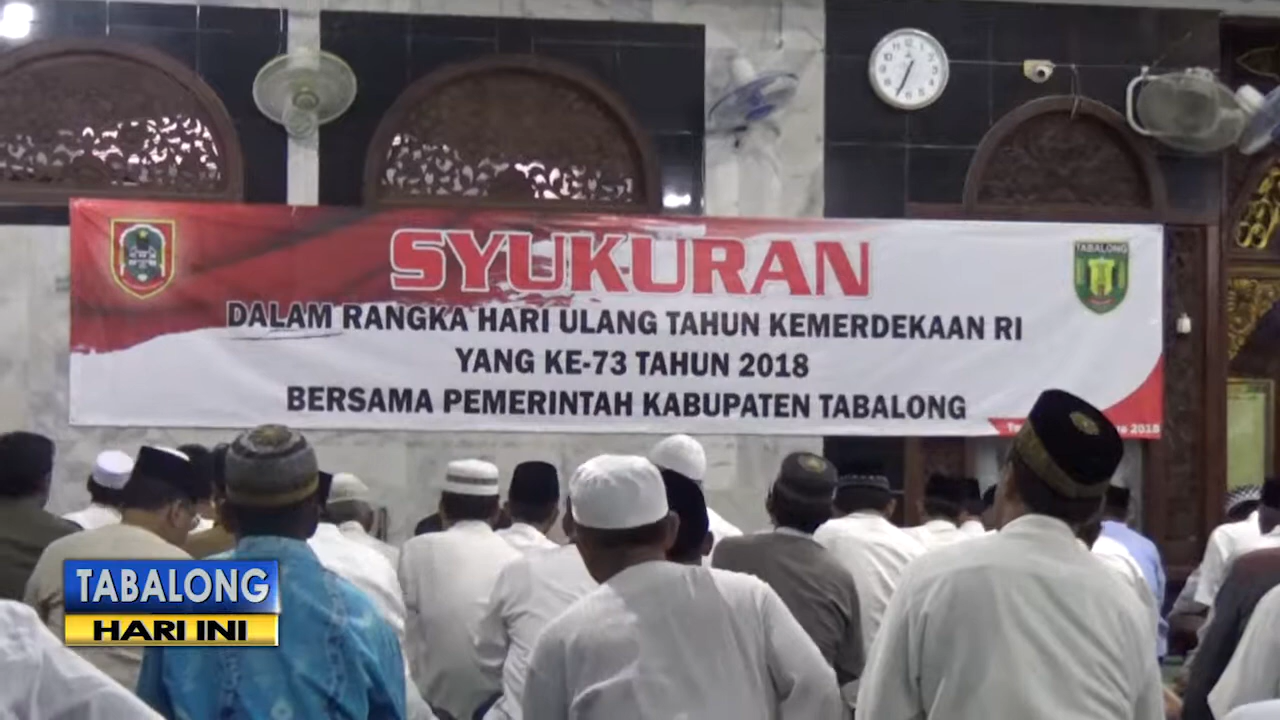 SYUKURAN
TABALONG
DALAM RANGKA HARI ULANG TAHUN KEMERDEKAAN RI
YANG KE-73 TAHUN 2018
BERSAMA PEMERINTAH KABUPATEN TABALONG
2018
TABALONG
HARI INI